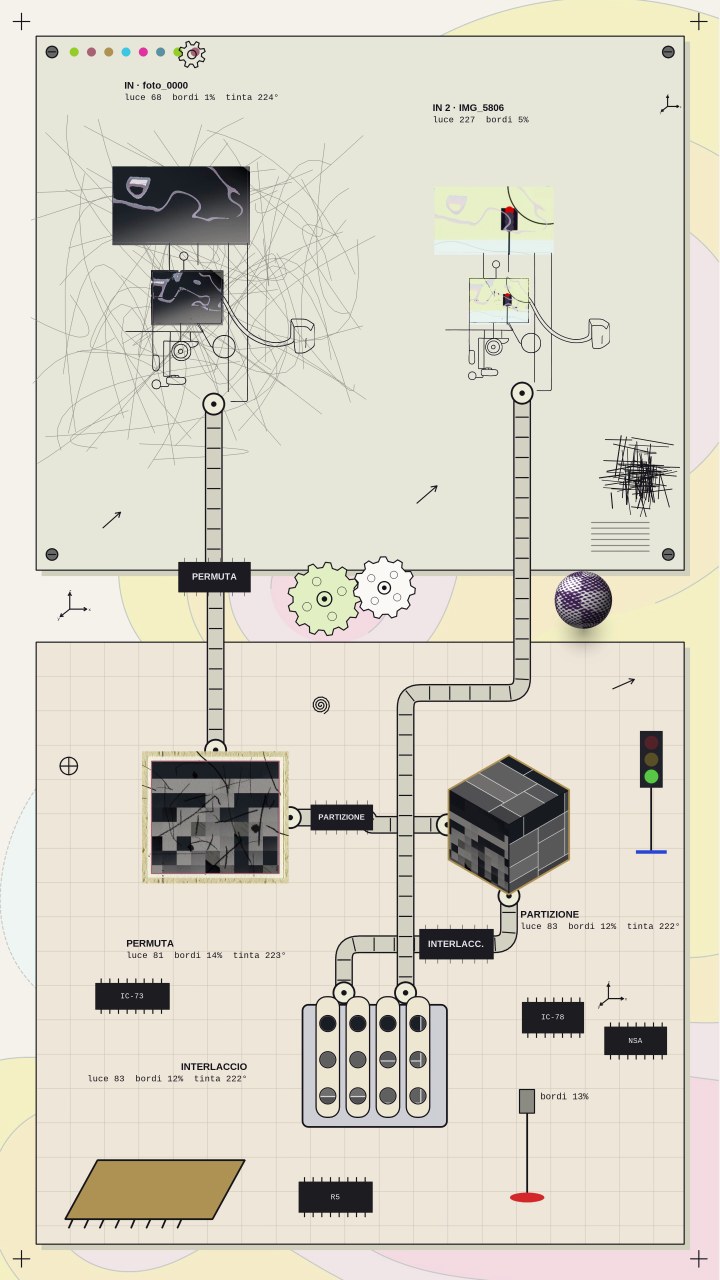 IN · foto_0000
luce 68  bordi 1%  tinta 224°
IN 2 · IMG_5806
luce 227  bordi 5%
PERMUTA
PARTIZIONE
PARTIZIONE
luce 83  bordi 12%  tinta 222°
INTERLACC.
PERMUTA
luce 81  bordi 14%  tinta 223°
IC-73
IC-78
NSA
INTERLACCIO
luce 83  bordi 12%  tinta 222°
bordi 13%
R5